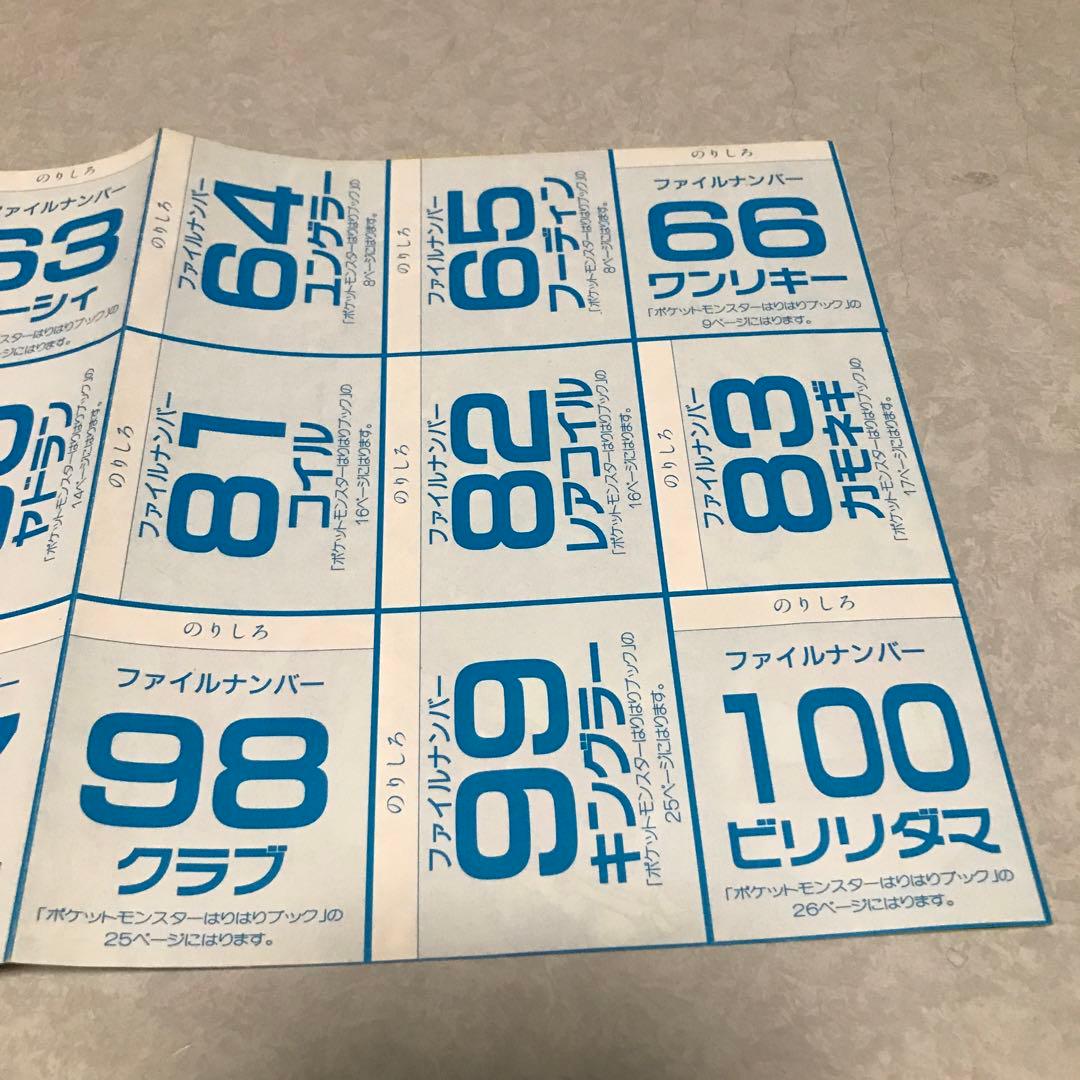 のりしろ
ファイルナンバー
63
ーシィ
スターはりはりブック」の
ジにはります。
のりしろ
ファイルナンバー
64
ユンゲラー
「ポケットモンスターはりはりブック」の
8ページにはります。
のりしろ
ファイルナンバー
65
フーディン
「ポケットモンスターはりはりブック」の
8ページにはります。
のりしろ
ファイルナンバー
66
ワンリキー
「ポケットモンスターはりはりブック」の
9ページにはります。
ヤドラン
「ポケットモンスターはりはりブック」の
14ページにはります。
のりしろ
ファイルナンバー
81
コイル
「ポケットモンスターはりはりブック」の
16ページにはります。
のりしろ
ファイルナンバー
82
レアコイル
「ポケットモンスターはりはりブック」の
16ページにはります。
のりしろ
ファイルナンバー
83
カモネギ
「ポケットモンスターはりはりブック」の
17ページにはります。
のりしろ
ファイルナンバー
98
クラブ
「ポケットモンスターはりはりブック」の
25ページにはります。
のりしろ
ファイルナンバー
99
キングラー
「ポケットモンスターはりはりブック」の
25ページにはります。
のりしろ
ファイルナンバー
100
ビリリダマ
「ポケットモンスターはりはりブック」の
26ページにはります。